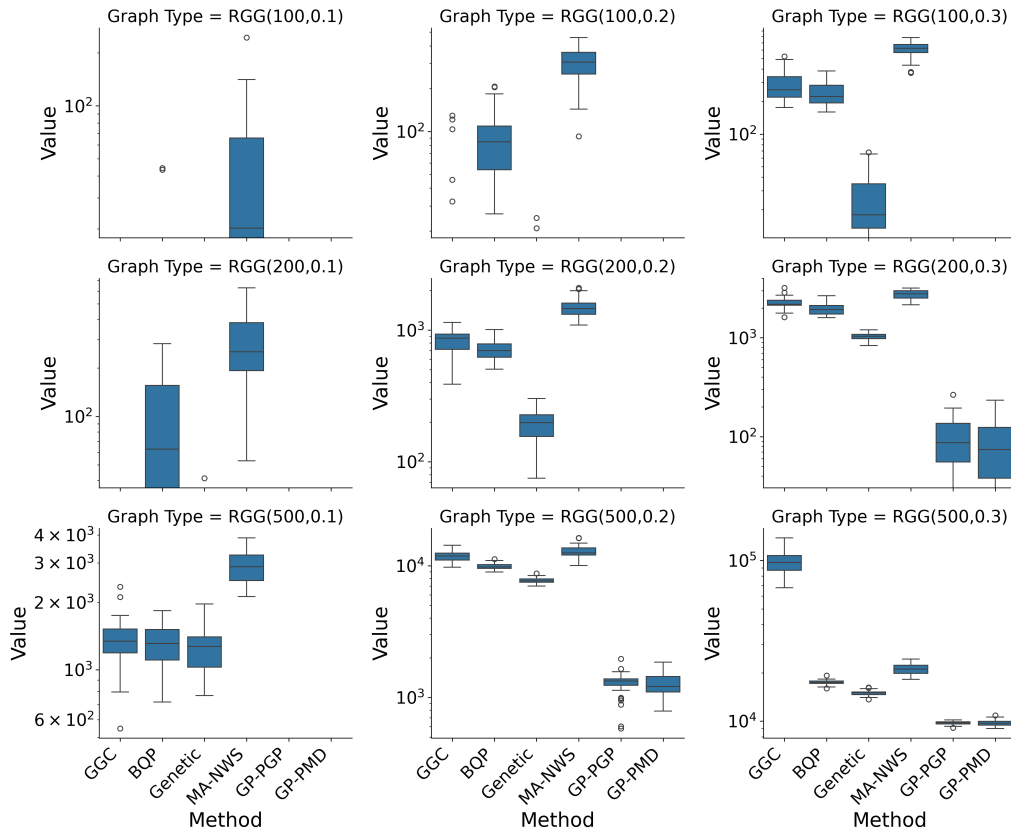 Graph Type = RGG(100,0.1)
Graph Type = RGG(100,0.2)
Graph Type = RGG(100,0.3)
Value
10²
Value
10²
Value
10²
Graph Type = RGG(200,0.1)
Graph Type = RGG(200,0.2)
Graph Type = RGG(200,0.3)
Value
10²
Value
10³
10²
Value
10³
10²
Graph Type = RGG(500,0.1)
Graph Type = RGG(500,0.2)
Graph Type = RGG(500,0.3)
Value
4 × 10³
3 × 10³
2 × 10³
10³
6 × 10²
Value
10⁴
10³
Value
10⁵
10⁴
GGC
BQP
Genetic
MA-NWS
GP-PGP
GP-PMD
GGC
BQP
Genetic
MA-NWS
GP-PGP
GP-PMD
GGC
BQP
Genetic
MA-NWS
GP-PGP
GP-PMD
Method
Method
Method